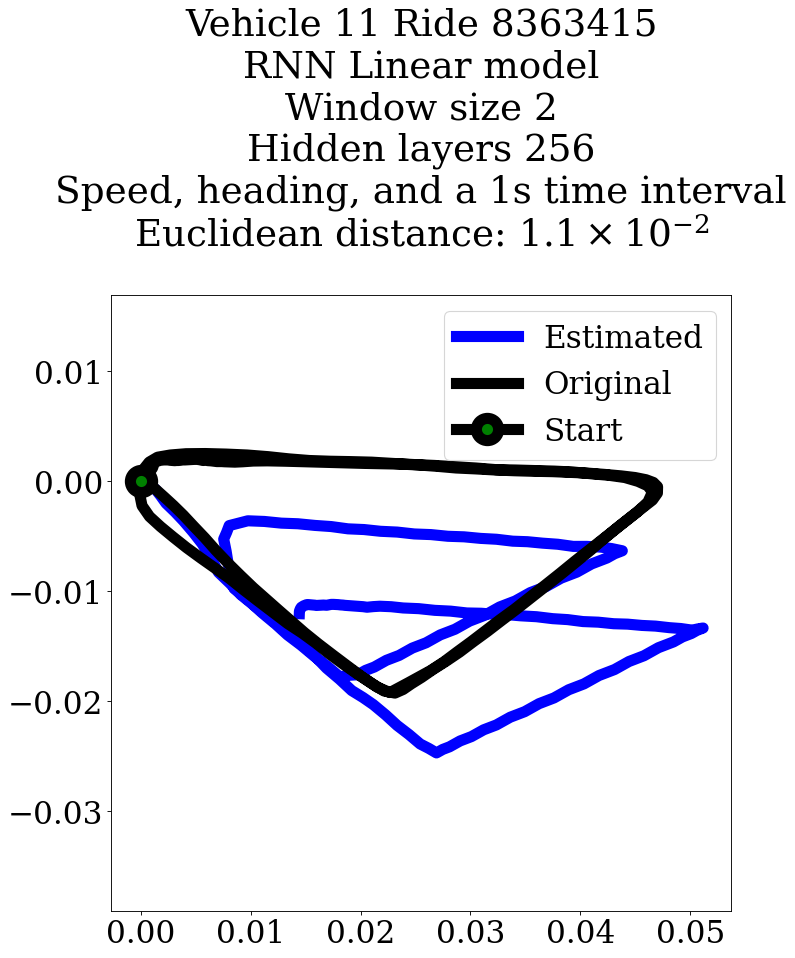 Vehicle 11 Ride 8363415
RNN Linear model
Window size 2
Hidden layers 256
Speed, heading, and a 1s time interval
Euclidean distance: 1.1 × 10⁻²
Estimated
Original
Start
0.01
0.00
−0.01
−0.02
−0.03
0.00 0.01 0.02 0.03 0.04 0.05